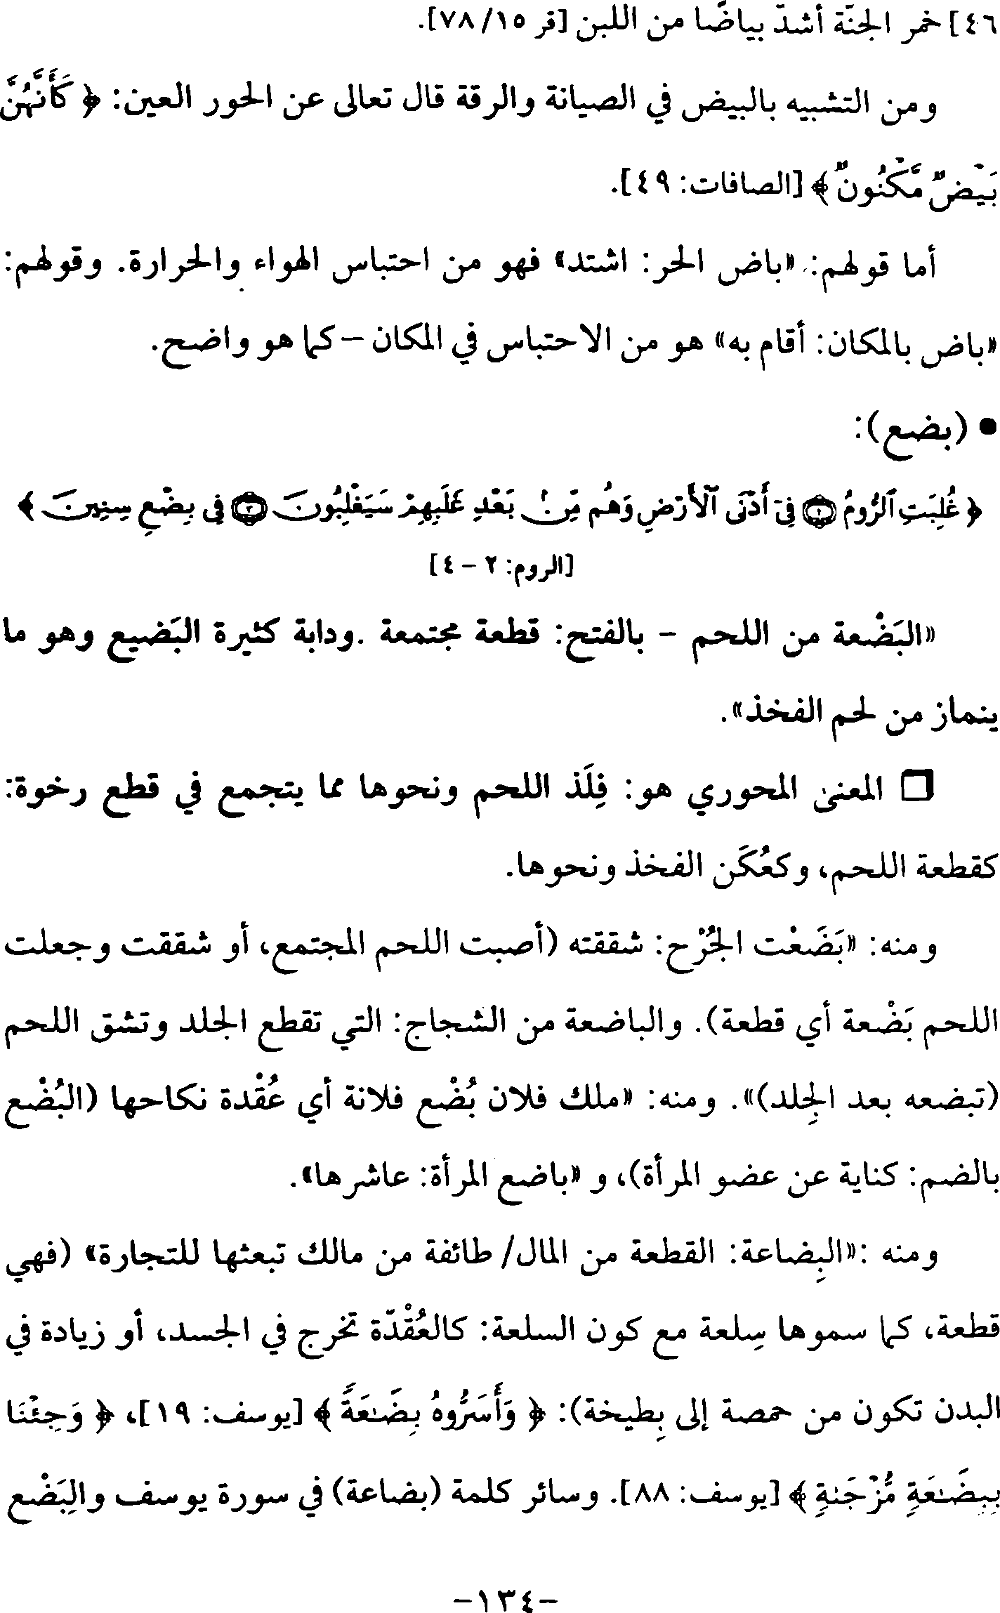 ٤٦] خمر الجنّة أشدّ بياضًا من اللبن [قر ١٥/ ٧٨].
ومن التشبيه بالبيض في الصيانة والرقة قال تعالى عن الحور العين: ﴿كَأَنَّهُنَّ
بَيْضٌ مَّكْنُونٌ﴾ [الصافات: ٤٩].
أما قولهم: «باض الحر: اشتد» فهو من احتباس الهواء والحرارة. وقولهم:
«باض بالمكان: أقام به» هو من الاحتباس في المكان – كما هو واضح.
• (بضع):
﴿غُلِبَتِ ٱلرُّومُ ۝٢ فِىٓ أَدْنَى ٱلْأَرْضِ وَهُم مِّنۢ بَعْدِ غَلَبِهِمْ سَيَغْلِبُونَ ۝٣ فِى بِضْعِ سِنِينَ﴾
[الروم: ٢ – ٤]
«البَضْعة من اللحم – بالفتح: قطعة مجتمعة .ودابة كثيرة البَضيع وهو ما
ينماز من لحم الفخذ».
❒ المعنى المحوري هو: فِلَذ اللحم ونحوها مما يتجمع في قطع رخوة:
كقطعة اللحم، وكعُكَن الفخذ ونحوها.
ومنه: «بَضَعْت الجُرْح: شققته (أصبت اللحم المجتمع، أو شققت وجعلت
اللحم بَضْعة أي قطعة). والباضعة من الشجاج: التي تقطع الجلد وتشق اللحم
(تبضعه بعد الجِلد)». ومنه: «ملك فلان بُضْع فلانة أي عُقْدة نكاحها (البُضْع
بالضم: كناية عن عضو المرأة)، و «باضع المرأة: عاشرها».
ومنه :«البِضاعة: القطعة من المال/ طائفة من مالك تبعثها للتجارة» (فهي
قطعة، كما سموها سِلعة مع كون السلعة: كالعُقْدّة تخرج في الجسد، أو زيادة في
البدن تكون من حمصة إلى بِطيخة): ﴿وَأَسَرُّوهُ بِضَٰعَةً﴾ [يوسف: ١٩]، ﴿وَجِئْنَا
بِبِضَٰعَةٍ مُّزْجَىٰةٍ﴾ [يوسف: ٨٨]. وسائر كلمة (بضاعة) في سورة يوسف والبَضْع
-١٣٤-